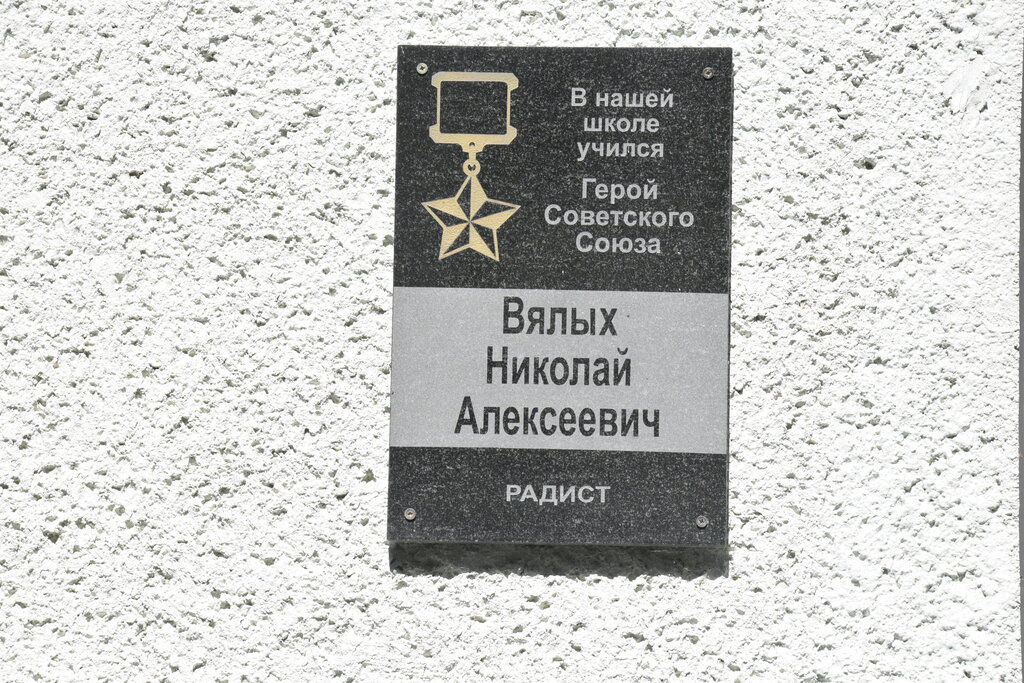 В нашей
школе
учился
Герой
Советского
Союза
Вялых
Николай
Алексеевич
РАДИСТ